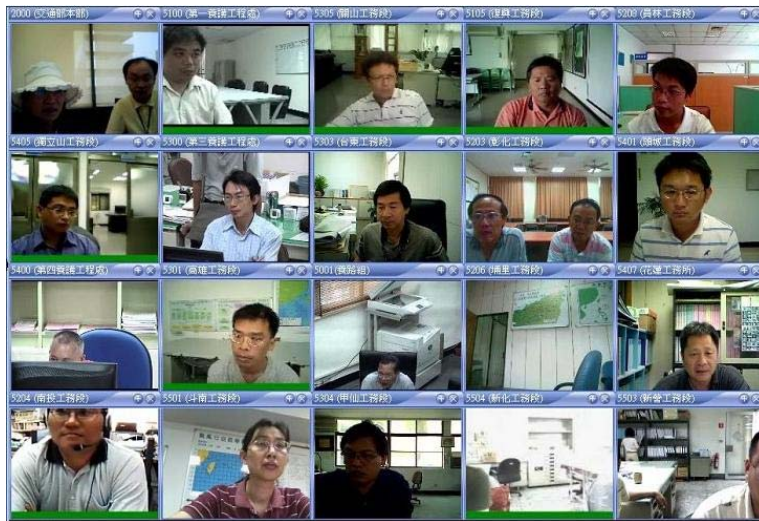 2000 (交通部本部)
5100 (第一養護工程處)
5305 (關山工務段)
5105 (復興工務段)
5208 (員林工務段)
5405 (獨立山工務段)
5300 (第三養護工程處)
5303 (台東工務段)
5203 (彰化工務段)
5401 (頭城工務段)
5400 (第四養護工程處)
5301 (高雄工務段)
5001 (養路組)
5206 (埔里工務段)
5407 (花蓮工務所)
5204 (南投工務段)
5501 (斗南工務段)
5304 (甲仙工務段)
5504 (新化工務段)
5503 (新營工務段)